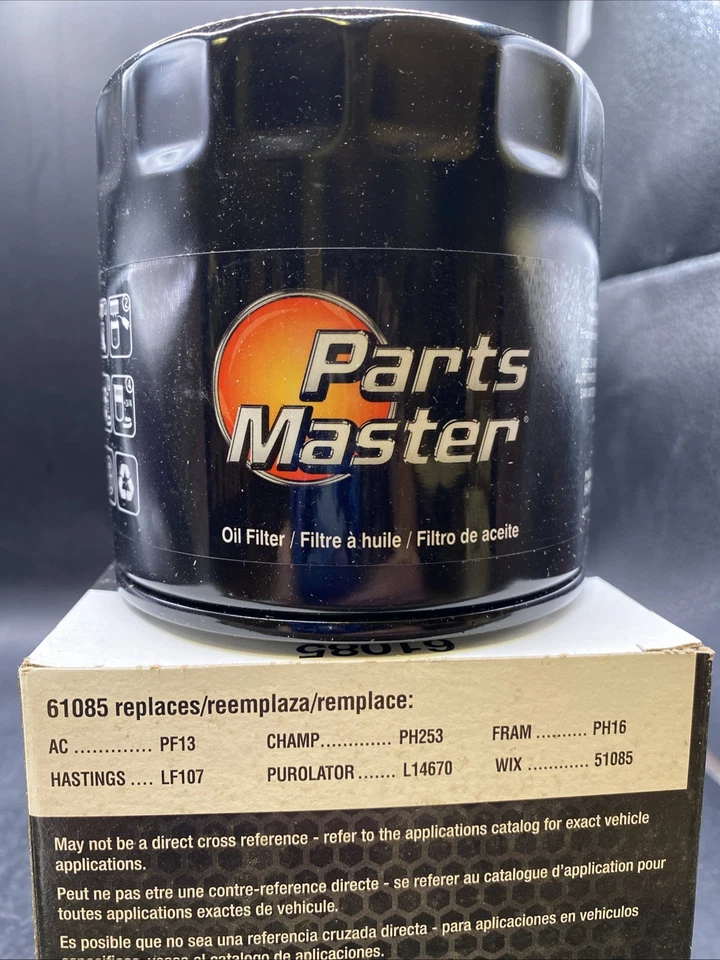 Parts
Master
Oil Filter / Filtre à huile / Filtro de aceite
61085
61085 replaces/reemplaza/remplace:
AC ............. PF13 CHAMP............. PH253 FRAM .......... PH16
HASTINGS .... LF107 PUROLATOR ....... L14670 WIX ............ 51085
May not be a direct cross reference - refer to the applications catalog for exact vehicle
applications.
Peut ne pas etre une contre-reference directe - se referer au catalogue d'application pour
toutes applications exactes de vehicule.
Es posible que no sea una referencia cruzada directa - para aplicaciones en vehiculos
catalogo de aplicaciones.